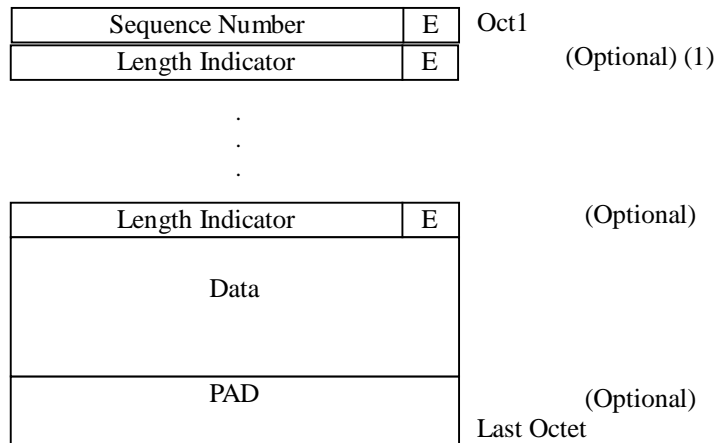 Sequence Number E Oct1
Length Indicator E (Optional) (1)
.
.
.
Length Indicator E (Optional)
Data
PAD (Optional)
Last Octet